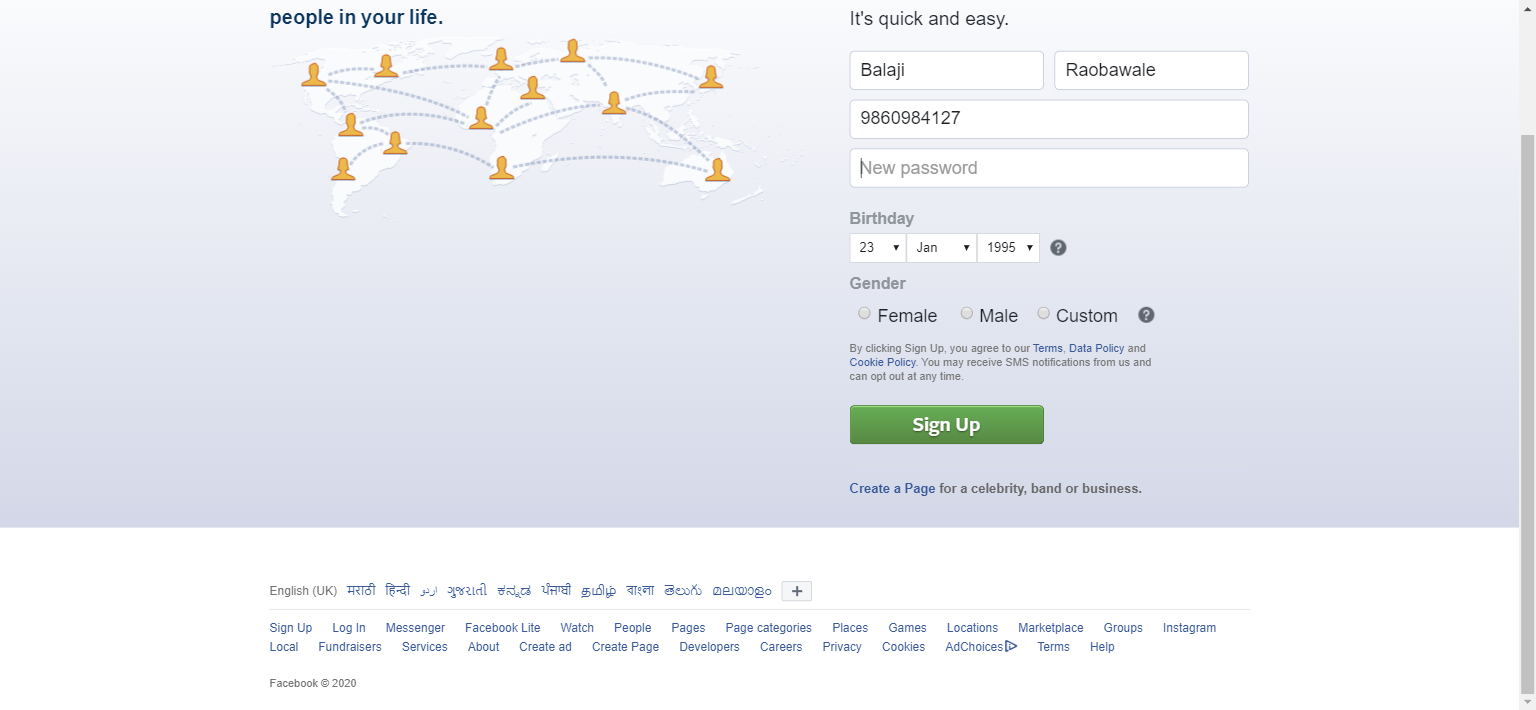 people in your life.
It's quick and easy.
Balaji Raobawale
9860984127
New password
Birthday
23 Jan 1995
Gender
Female Male Custom
By clicking Sign Up, you agree to our Terms, Data Policy and
Cookie Policy. You may receive SMS notifications from us and
can opt out at any time.
Sign Up
Create a Page for a celebrity, band or business.
English (UK) मराठी हिन्दी اردو ગુજરાતી ಕನ್ನಡ ਪੰਜਾਬੀ தமிழ் বাংলা తెలుగు മലയാളം +
Sign Up Log In Messenger Facebook Lite Watch People Pages Page categories Places Games Locations Marketplace Groups Instagram
Local Fundraisers Services About Create ad Create Page Developers Careers Privacy Cookies AdChoices Terms Help
Facebook © 2020